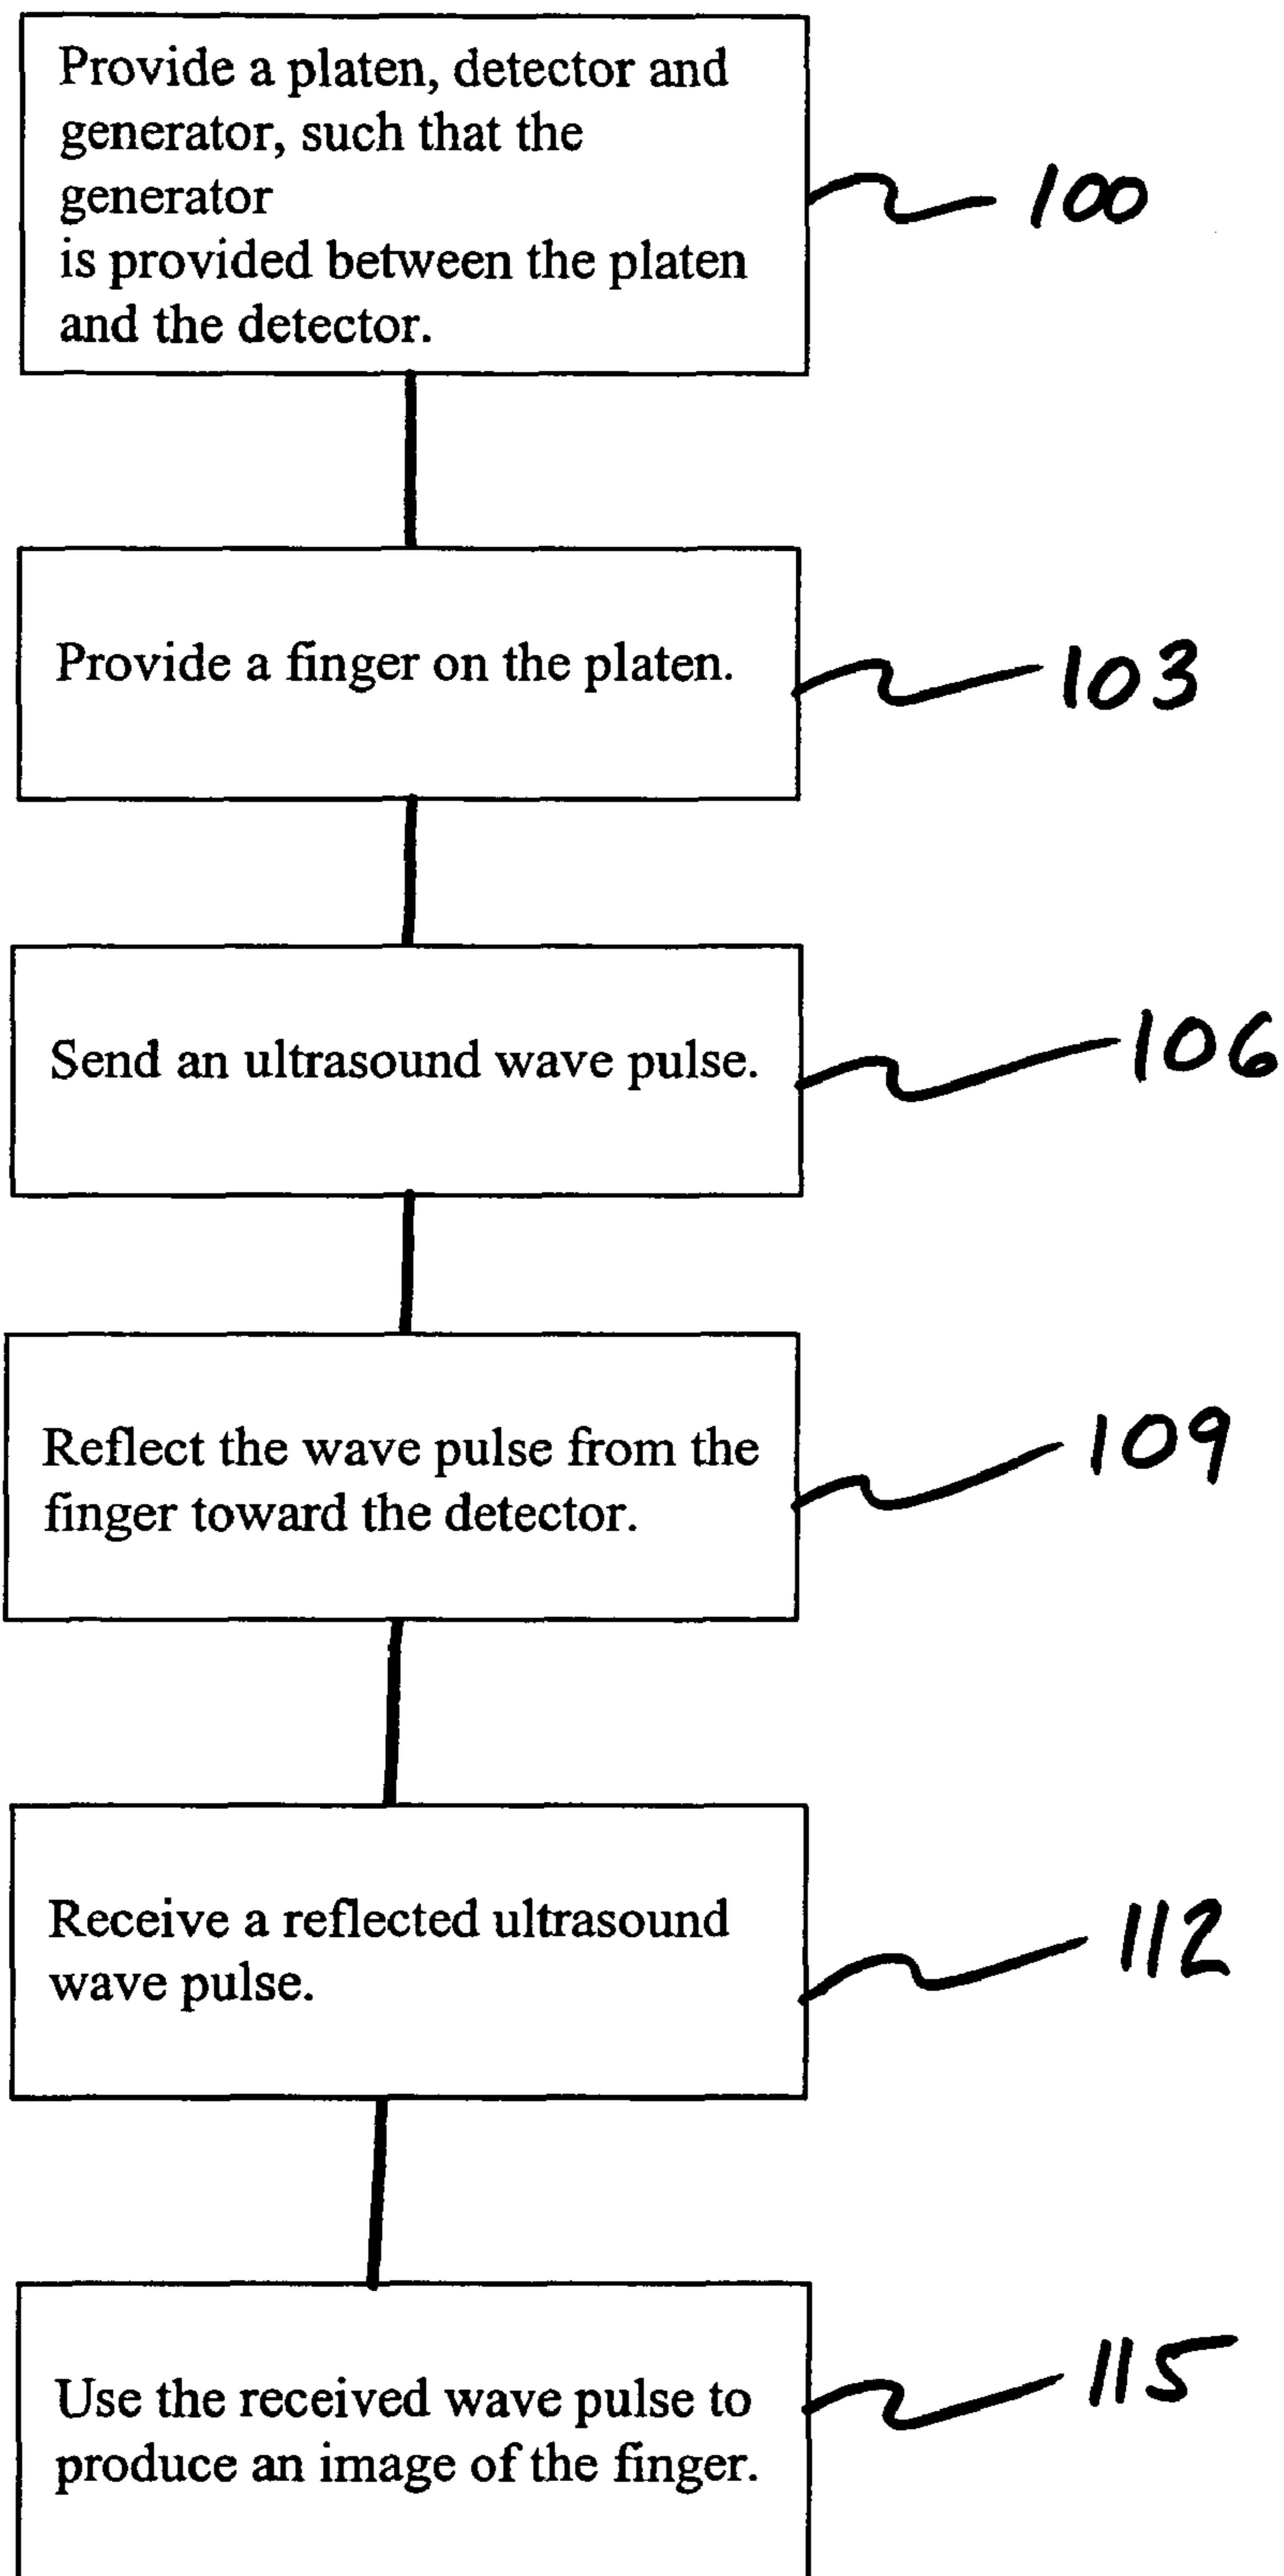 Provide a platen, detector and
generator, such that the
generator
is provided between the platen
and the detector.
100
Provide a finger on the platen.
103
Send an ultrasound wave pulse.
106
Reflect the wave pulse from the
finger toward the detector.
109
Receive a reflected ultrasound
wave pulse.
112
Use the received wave pulse to
produce an image of the finger.
115